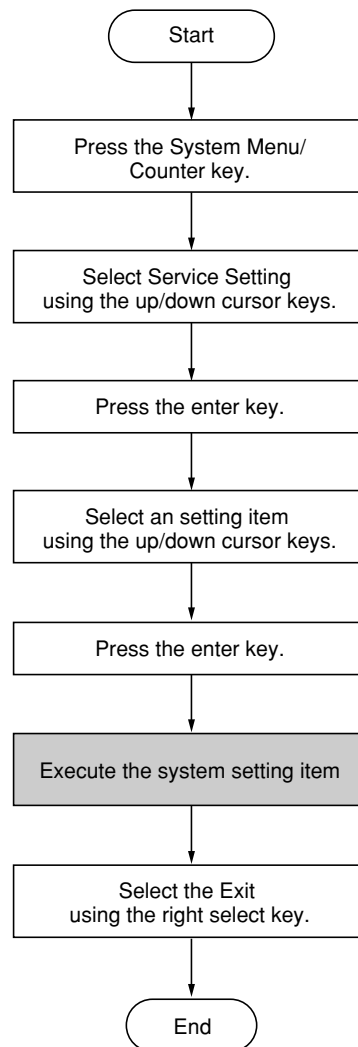 Start
Press the System Menu/
Counter key.
Select Service Setting
using the up/down cursor keys.
Press the enter key.
Select an setting item
using the up/down cursor keys.
Press the enter key.
Execute the system setting item
Select the Exit
using the right select key.
End